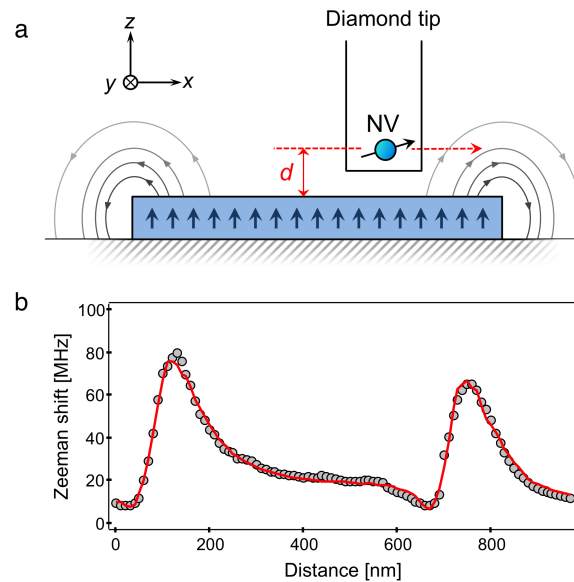 a
Diamond tip
z
y
x
NV
d
b
100
80
60
40
20
0
Zeeman shift [MHz]
0
200
400
600
800
Distance [nm]